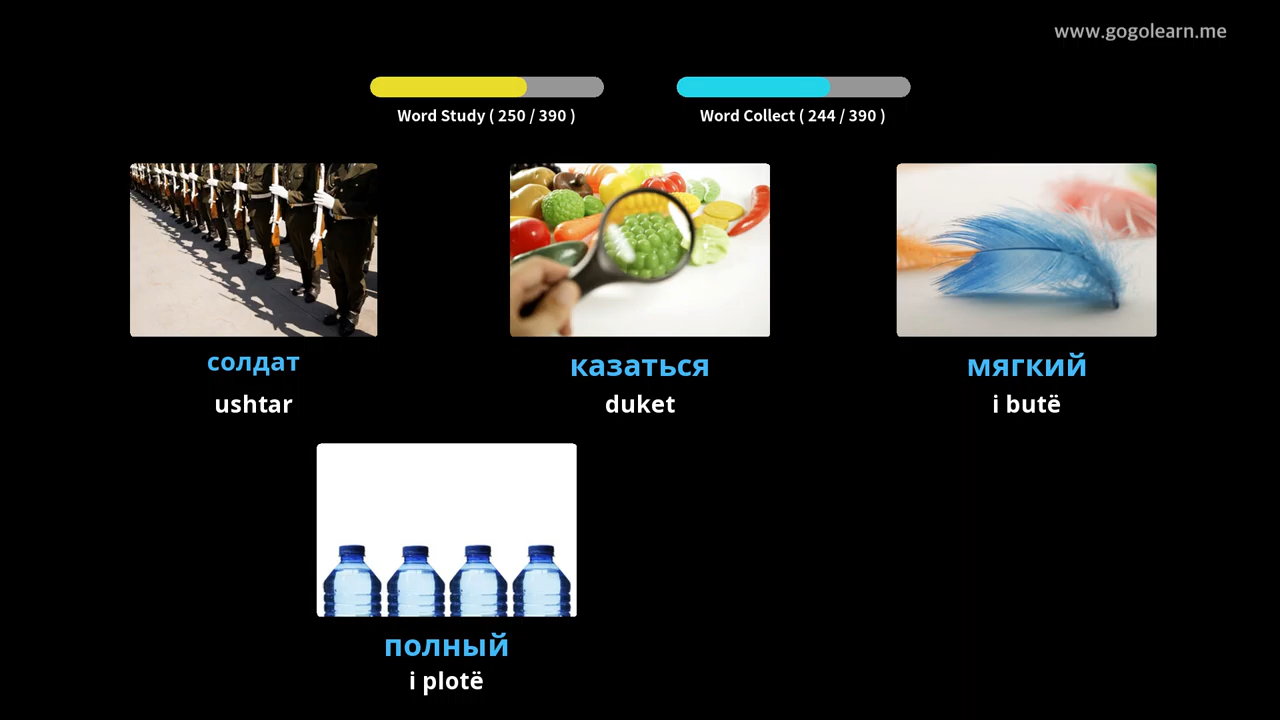 www.gogolearn.me
Word Study ( 250 / 390 )
Word Collect ( 244 / 390 )
солдат
ushtar
казаться
duket
мягкий
i butë
полный
i plotë